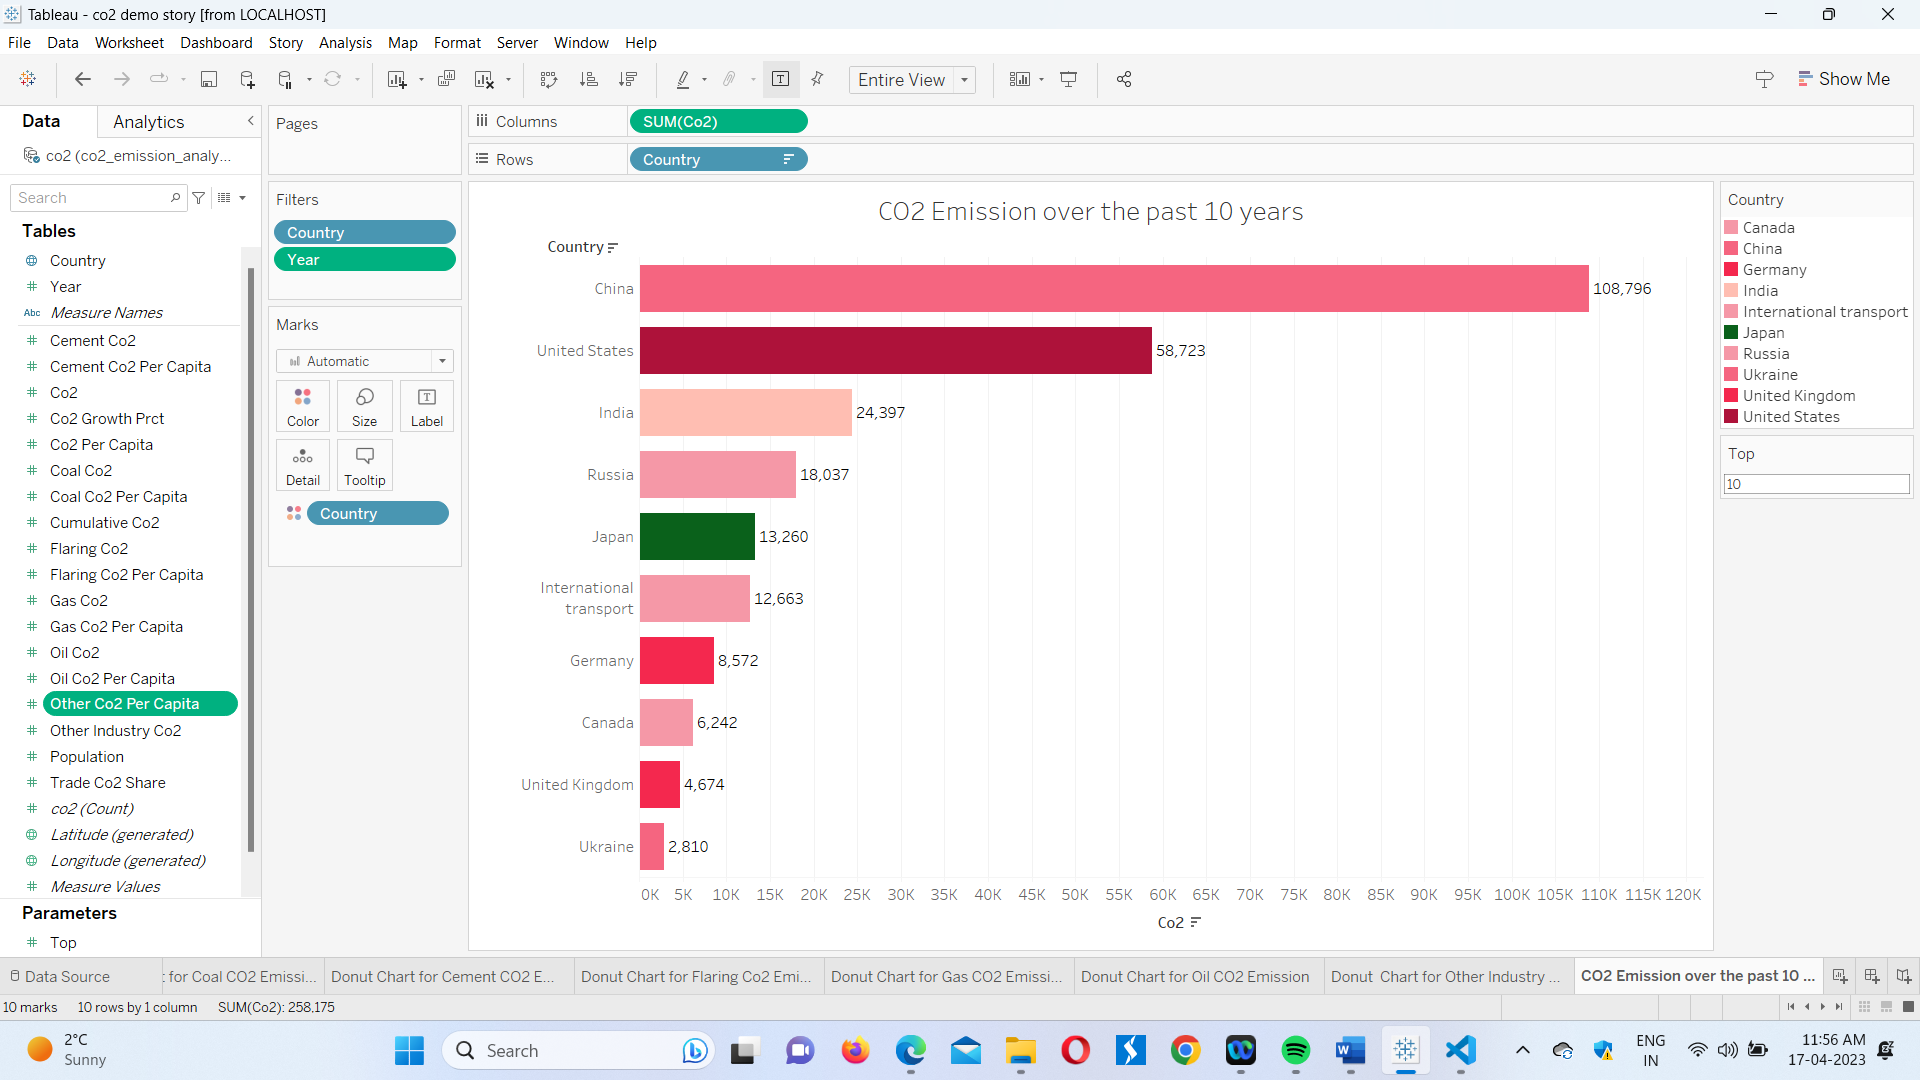 Tableau - co2 demo story [from LOCALHOST]
File Data Worksheet Dashboard Story Analysis Map Format Server Window Help
Entire View
Show Me
Data Analytics
co2 (co2_emission_analy...
Search
Tables
Country
Year
Abc Measure Names
Cement Co2
Cement Co2 Per Capita
Co2
Co2 Growth Prct
Co2 Per Capita
Coal Co2
Coal Co2 Per Capita
Cumulative Co2
Flaring Co2
Flaring Co2 Per Capita
Gas Co2
Gas Co2 Per Capita
Oil Co2
Oil Co2 Per Capita
Other Co2 Per Capita
Other Industry Co2
Population
Trade Co2 Share
co2 (Count)
Latitude (generated)
Longitude (generated)
Measure Values
Parameters
Top
Pages
Filters
Country
Year
Marks
Automatic
Color Size Label
Detail Tooltip
Country
Columns SUM(Co2)
Rows Country
CO2 Emission over the past 10 years
Country
China 108,796
United States 58,723
India 24,397
Russia 18,037
Japan 13,260
International
transport 12,663
Germany 8,572
Canada 6,242
United Kingdom 4,674
Ukraine 2,810
0K 5K 10K 15K 20K 25K 30K 35K 40K 45K 50K 55K 60K 65K 70K 75K 80K 85K 90K 95K 100K 105K 110K 115K 120K
Co2
Country
Canada
China
Germany
India
International transport
Japan
Russia
Ukraine
United Kingdom
United States
Top
10
Data Source t for Coal CO2 Emissi... Donut Chart for Cement CO2 E... Donut Chart for Flaring Co2 Emi... Donut Chart for Gas CO2 Emissi... Donut Chart for Oil CO2 Emission Donut Chart for Other Industry ... CO2 Emission over the past 10 ...
10 marks 10 rows by 1 column SUM(Co2): 258,175
2°C
Sunny
Search
ENG
IN
11:56 AM
17-04-2023